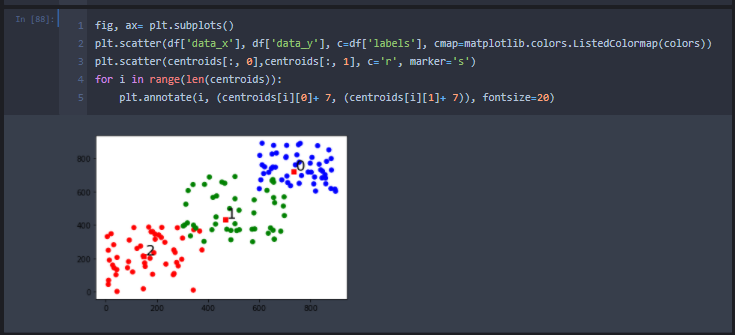 In [88]:
1 fig, ax= plt.subplots()
2 plt.scatter(df['data_x'], df['data_y'], c=df['labels'], cmap=matplotlib.colors.ListedColormap(colors))
3 plt.scatter(centroids[:, 0],centroids[:, 1], c='r', marker='s')
4 for i in range(len(centroids)):
5     plt.annotate(i, (centroids[i][0]+ 7, (centroids[i][1]+ 7)), fontsize=20)
800
600
400
200
0
0
1
2
0 200 400 600 800